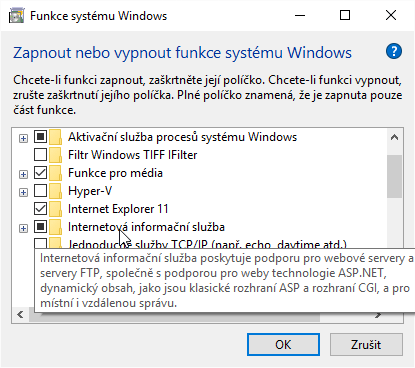 Funkce systému Windows
Zapnout nebo vypnout funkce systému Windows
Chcete-li funkci zapnout, zaškrtněte její políčko. Chcete-li funkci vypnout,
zrušte zaškrtnutí jejího políčka. Plné políčko znamená, že je zapnuta pouze
část funkce.
Aktivační služba procesů systému Windows
Filtr Windows TIFF IFilter
Funkce pro média
Hyper-V
Internet Explorer 11
Internetová informační služba
Jednoduché služby TCP/IP (např. echo, daytime atd.)
Internetová informační služba poskytuje podporu pro webové servery a
servery FTP, společně s podporou pro weby technologie ASP.NET,
dynamický obsah, jako jsou klasické rozhraní ASP a rozhraní CGI, a pro
místní i vzdálenou správu.
OK
Zrušit